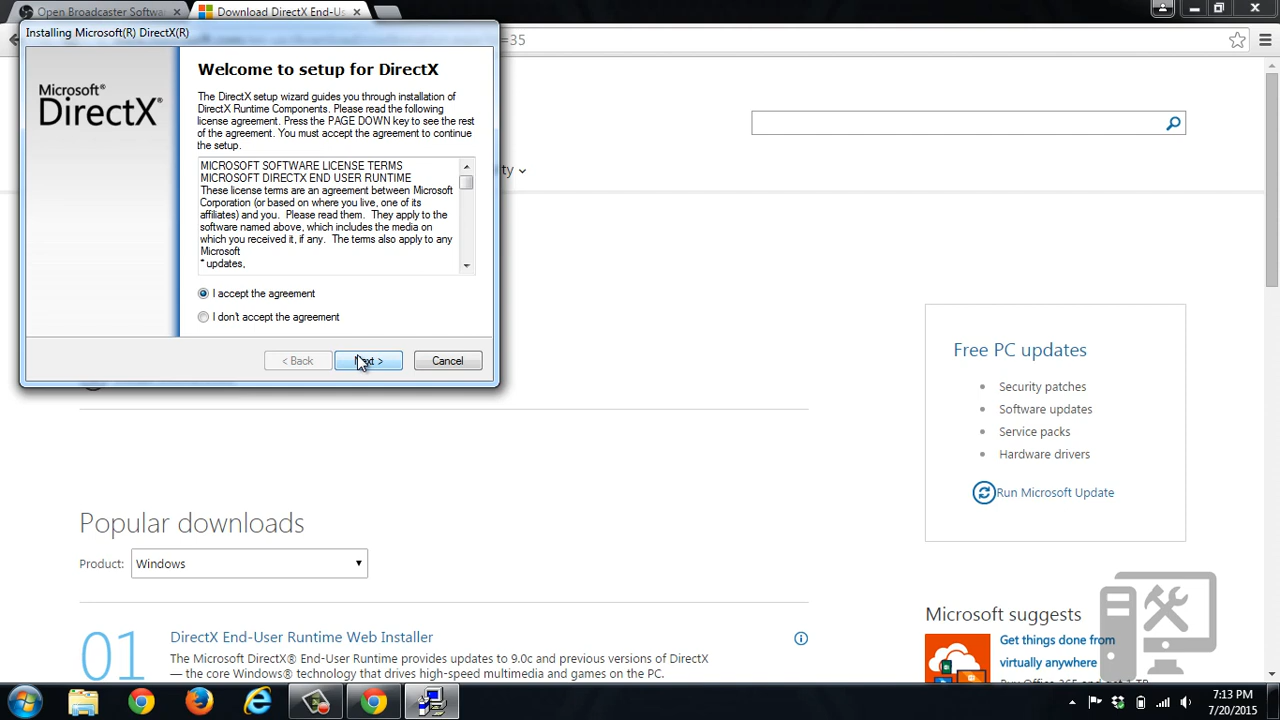 Open Broadcaster Softwa
Download DirectX End-Us
Installing Microsoft(R) DirectX(R)
=35
Microsoft®
DirectX®
Welcome to setup for DirectX
The DirectX setup wizard guides you through installation of
DirectX Runtime Components. Please read the following
license agreement. Press the PAGE DOWN key to see the rest
of the agreement. You must accept the agreement to continue
the setup.
MICROSOFT SOFTWARE LICENSE TERMS
MICROSOFT DIRECTX END USER RUNTIME
These license terms are an agreement between Microsoft
Corporation (or based on where you live, one of its
affiliates) and you. Please read them. They apply to the
software named above, which includes the media on
which you received it, if any. The terms also apply to any
Microsoft
* updates,
I accept the agreement
I don't accept the agreement
< Back
Next >
Cancel
ty
Free PC updates
Security patches
Software updates
Service packs
Hardware drivers
Run Microsoft Update
Popular downloads
Product: Windows
01
DirectX End-User Runtime Web Installer
The Microsoft DirectX® End-User Runtime provides updates to 9.0c and previous versions of DirectX
— the core Windows® technology that drives high-speed multimedia and games on the PC.
Microsoft suggests
Get things done from
virtually anywhere
7:13 PM
7/20/2015